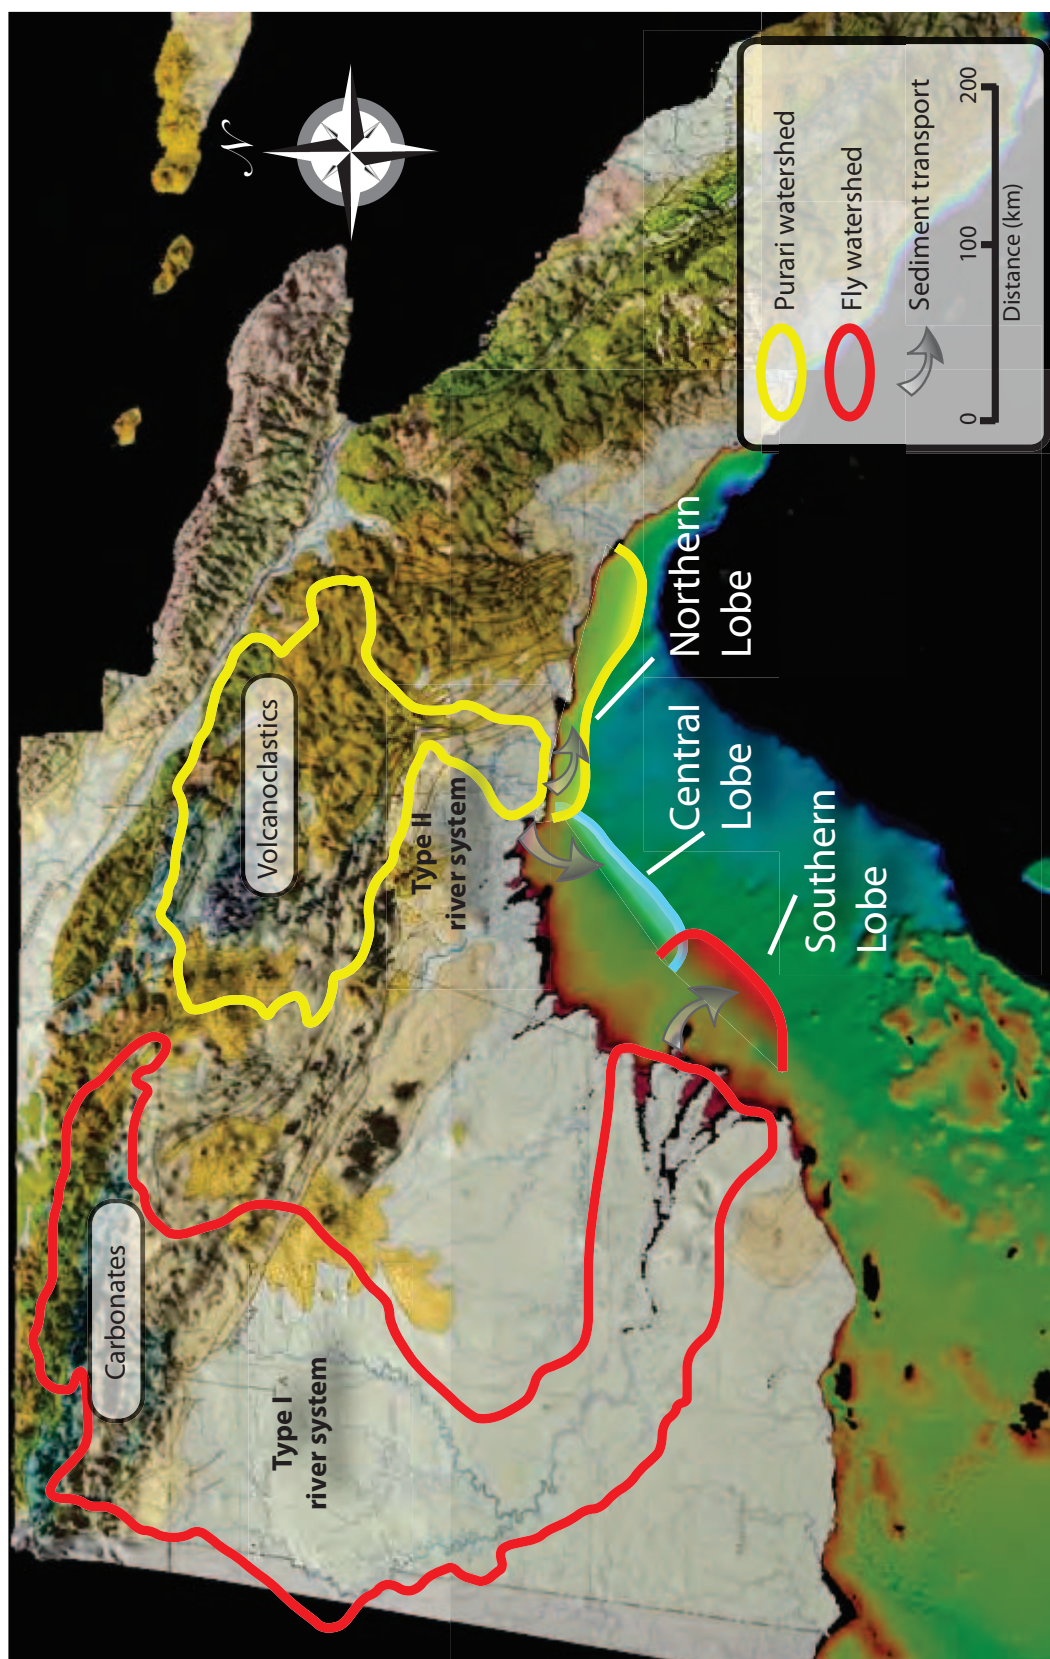 N
Carbonates
Volcanoclastics
Type I
river system
Type II
river system
Northern
Lobe
Central
Lobe
Southern
Lobe
Purari watershed
Fly watershed
Sediment transport
0 100 200
Distance (km)